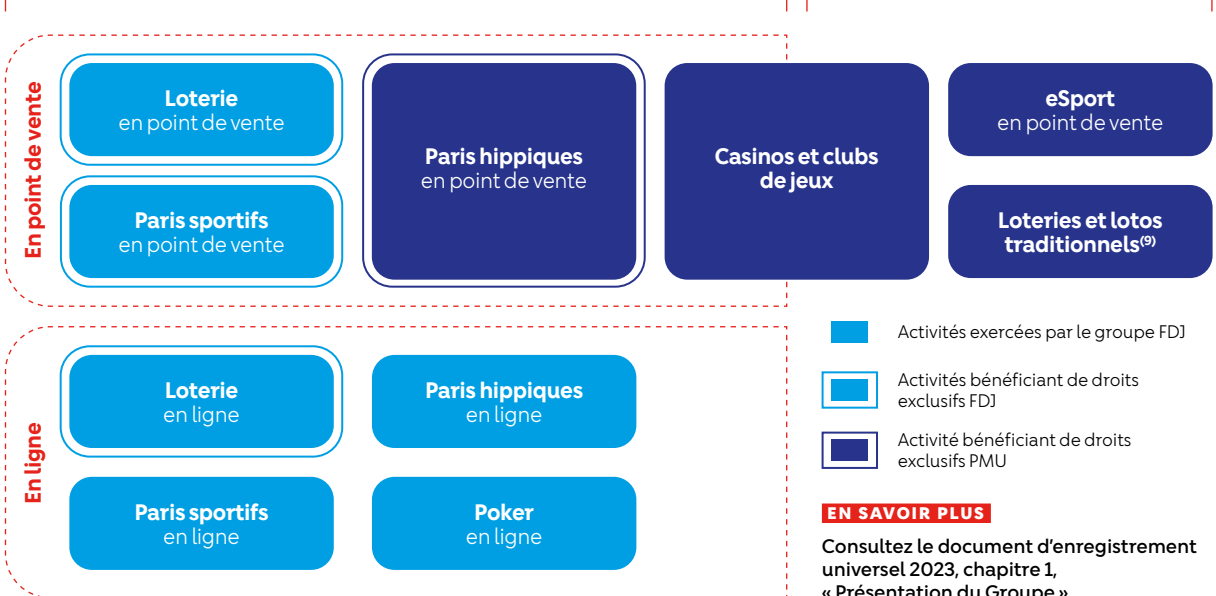 En point de vente
Loterie
en point de vente
Paris sportifs
en point de vente
Paris hippiques
en point de vente
Casinos et clubs
de jeux
eSport
en point de vente
Loteries et lotos
traditionnels(9)
En ligne
Loterie
en ligne
Paris hippiques
en ligne
Paris sportifs
en ligne
Poker
en ligne
Activités exercées par le groupe FDJ
Activités bénéficiant de droits
exclusifs FDJ
Activité bénéficiant de droits
exclusifs PMU
EN SAVOIR PLUS
Consultez le document d'enregistrement
universel 2023, chapitre 1,
« Présentation du Groupe »